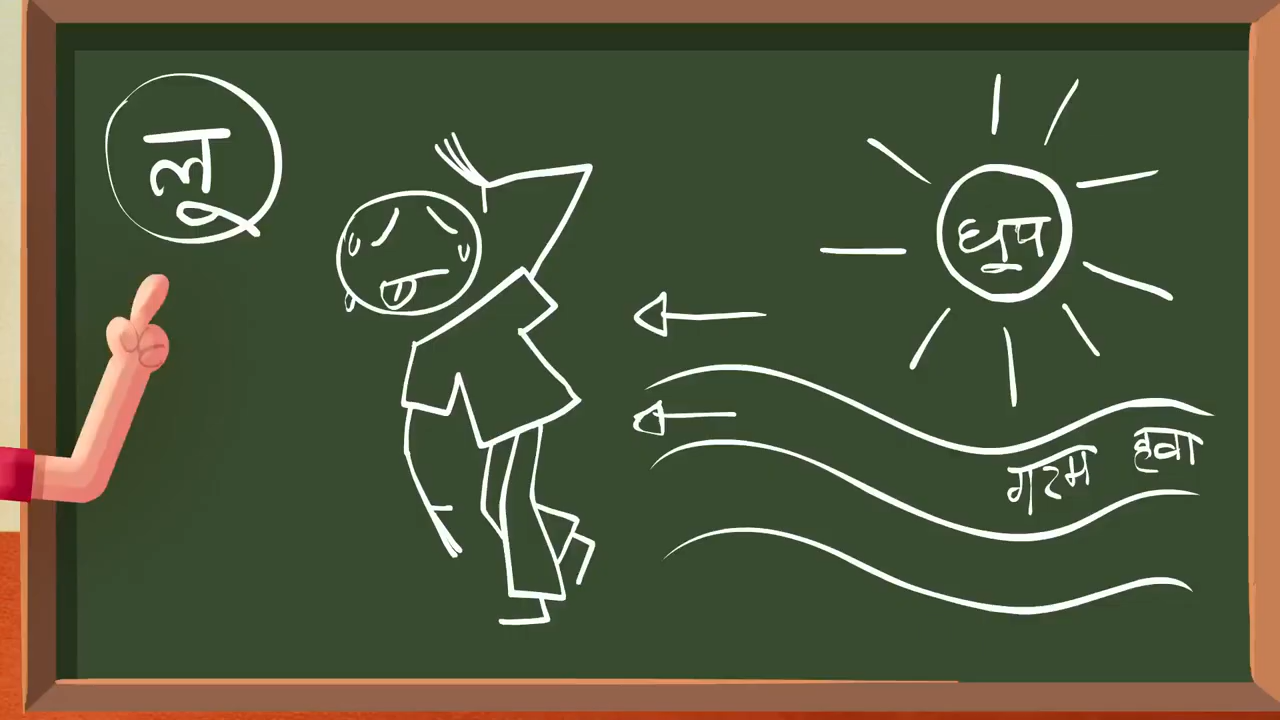 लू
धूप
गरम हवा